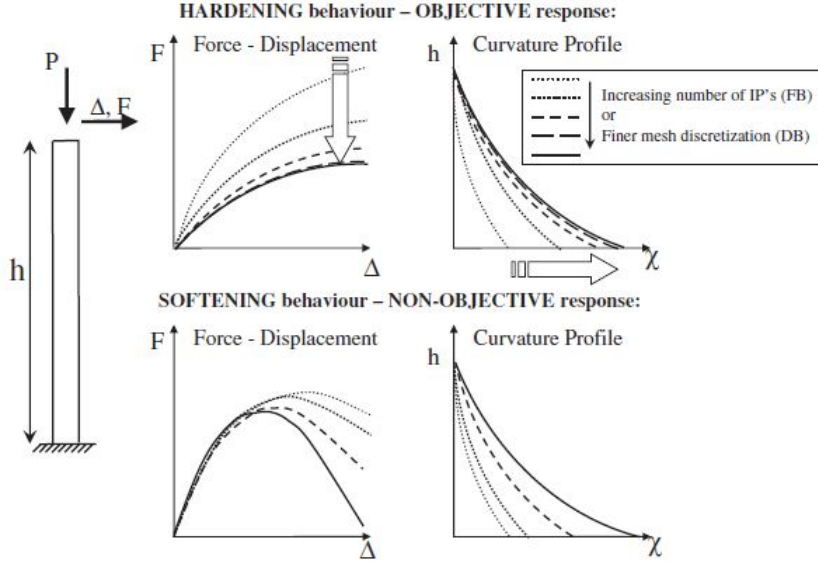 HARDENING behaviour – OBJECTIVE response:
F
Force - Displacement
Δ
h
Curvature Profile
χ
Increasing number of IP's (FB)
or
Finer mesh discretization (DB)
P
Δ, F
h
SOFTENING behaviour – NON-OBJECTIVE response:
F
Force - Displacement
Δ
h
Curvature Profile
χ